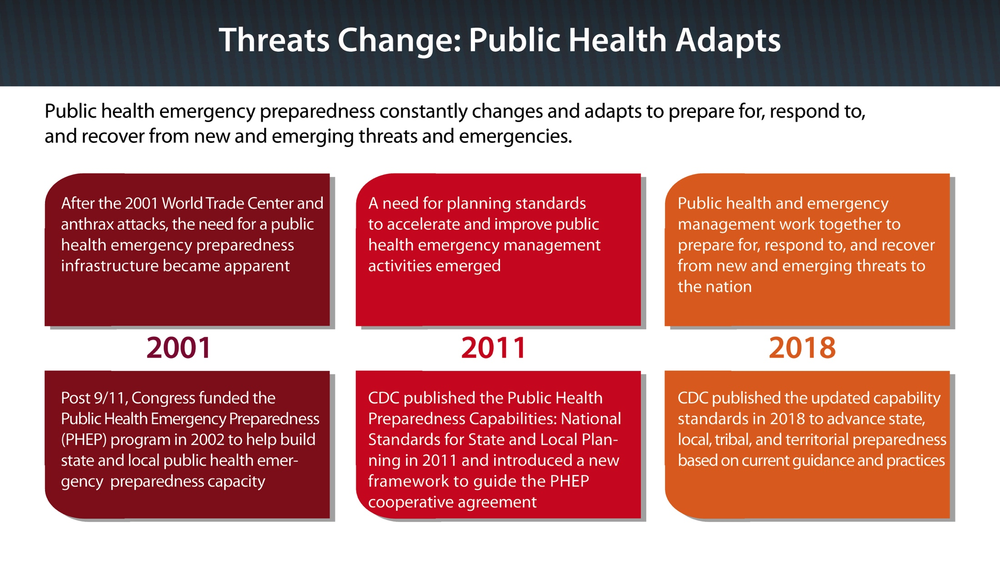 Threats Change: Public Health Adapts
Public health emergency preparedness constantly changes and adapts to prepare for, respond to,
and recover from new and emerging threats and emergencies.
After the 2001 World Trade Center and
anthrax attacks, the need for a public
health emergency preparedness
infrastructure became apparent
A need for planning standards
to accelerate and improve public
health emergency management
activities emerged
Public health and emergency
management work together to
prepare for, respond to, and recover
from new and emerging threats to
the nation
2001
2011
2018
Post 9/11, Congress funded the
Public Health Emergency Preparedness
(PHEP) program in 2002 to help build
state and local public health emer-
gency  preparedness capacity
CDC published the Public Health
Preparedness Capabilities: National
Standards for State and Local Plan-
ning in 2011 and introduced a new
framework to guide the PHEP
cooperative agreement
CDC published the updated capability
standards in 2018 to advance state,
local, tribal, and territorial preparedness
based on current guidance and practices